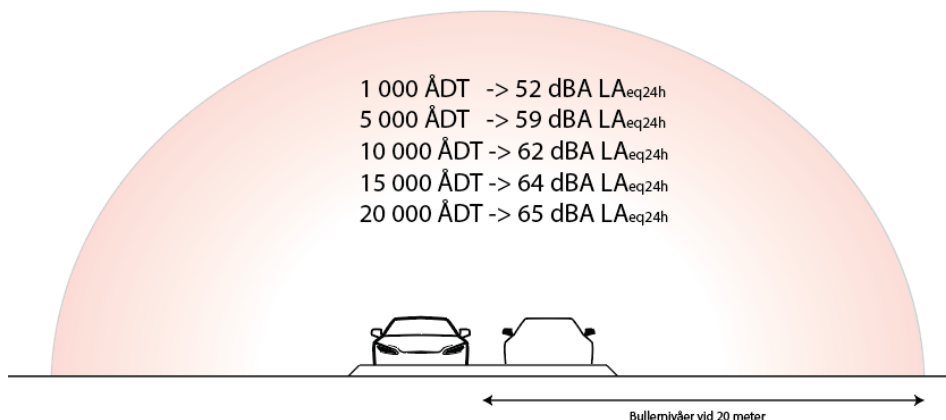 1 000 ÅDT -> 52 dBA LAeq24h
5 000 ÅDT -> 59 dBA LAeq24h
10 000 ÅDT -> 62 dBA LAeq24h
15 000 ÅDT -> 64 dBA LAeq24h
20 000 ÅDT -> 65 dBA LAeq24h
Bullernivåer vid 20 meter